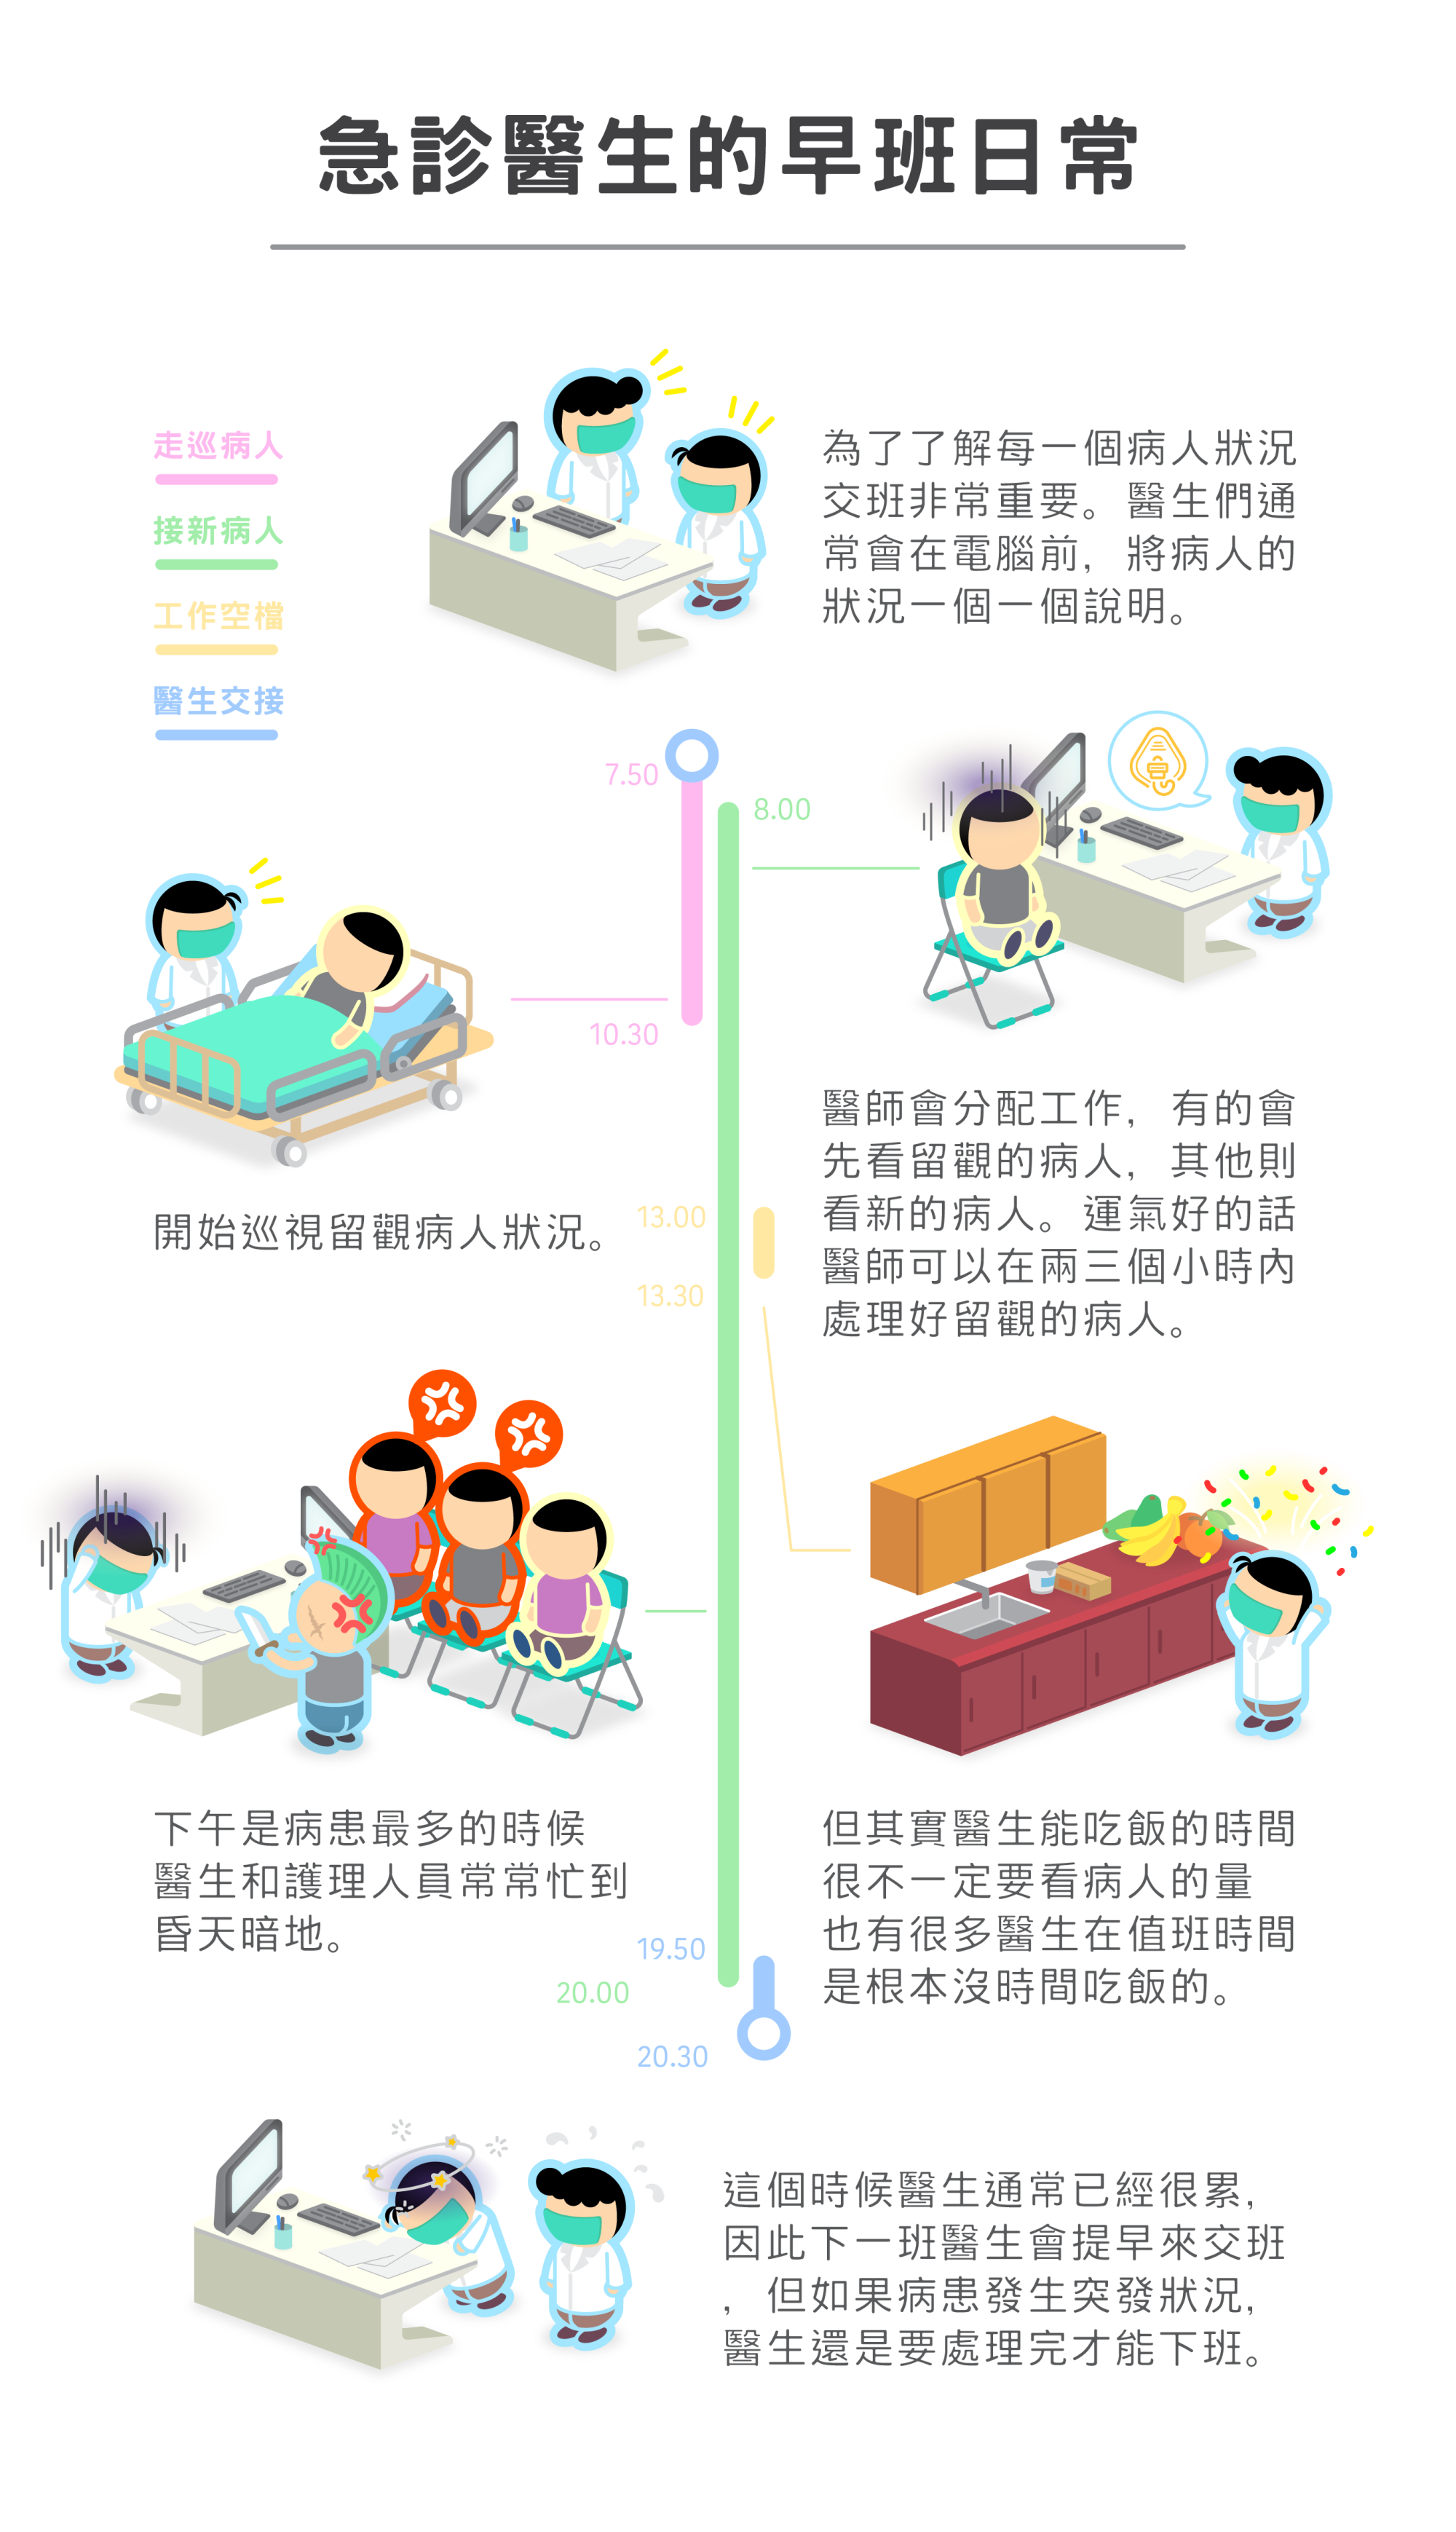 急診醫生的早班日常
走巡病人
接新病人
工作空檔
醫生交接
為了了解每一個病人狀況
交班非常重要。醫生們通
常會在電腦前，將病人的
狀況一個一個說明。
7.50
8.00
10.30
開始巡視留觀病人狀況。
醫師會分配工作，有的會
先看留觀的病人，其他則
看新的病人。運氣好的話
醫師可以在兩三個小時內
處理好留觀的病人。
13.00
13.30
下午是病患最多的時候
醫生和護理人員常常忙到
昏天暗地。
但其實醫生能吃飯的時間
很不一定要看病人的量
也有很多醫生在值班時間
是根本沒時間吃飯的。
19.50
20.00
20.30
這個時候醫生通常已經很累，
因此下一班醫生會提早來交班
，但如果病患發生突發狀況，
醫生還是要處理完才能下班。